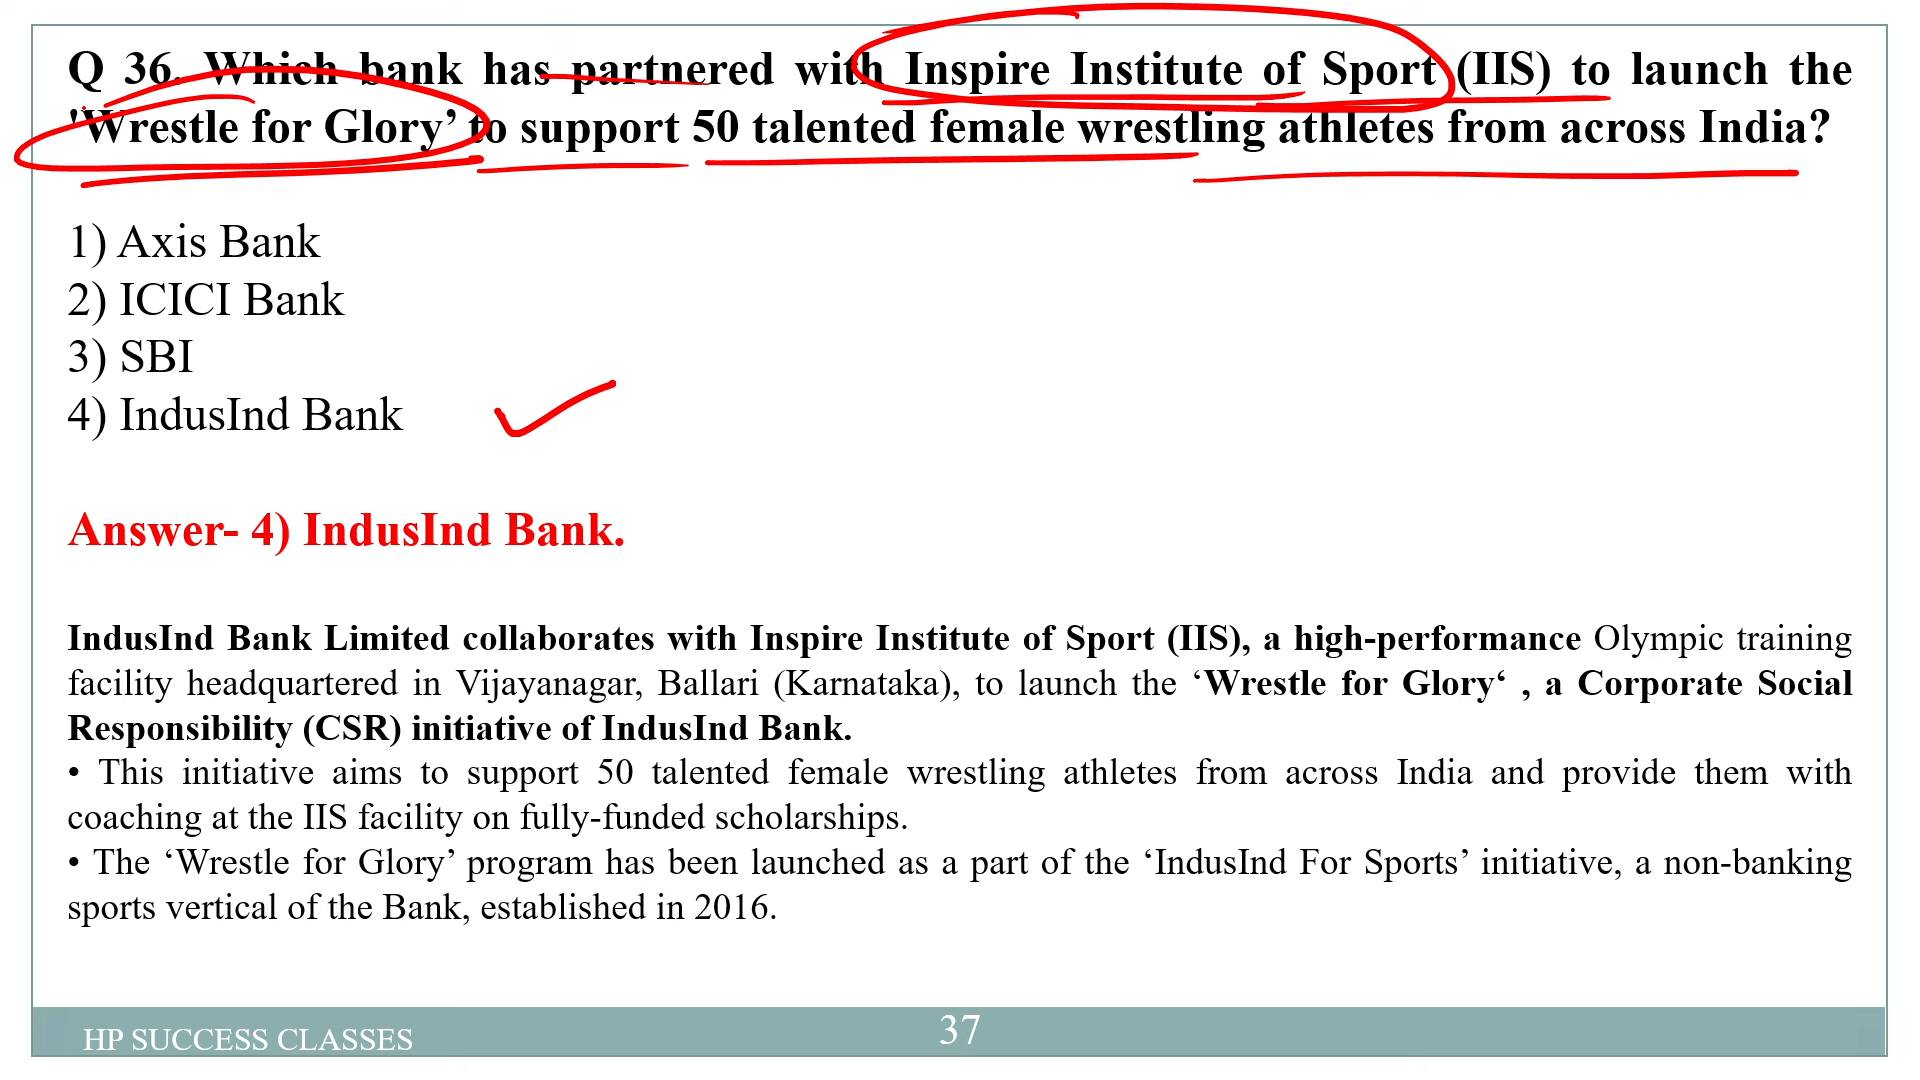 Q 36. Which bank has partnered with Inspire Institute of Sport (IIS) to launch the
'Wrestle for Glory’ to support 50 talented female wrestling athletes from across India?
1) Axis Bank
2) ICICI Bank
3) SBI
4) IndusInd Bank
Answer- 4) IndusInd Bank.
IndusInd Bank Limited collaborates with Inspire Institute of Sport (IIS), a high-performance Olympic training
facility headquartered in Vijayanagar, Ballari (Karnataka), to launch the ‘Wrestle for Glory‘ , a Corporate Social
Responsibility (CSR) initiative of IndusInd Bank.
• This initiative aims to support 50 talented female wrestling athletes from across India and provide them with
coaching at the IIS facility on fully-funded scholarships.
• The ‘Wrestle for Glory’ program has been launched as a part of the ‘IndusInd For Sports’ initiative, a non-banking
sports vertical of the Bank, established in 2016.
HP SUCCESS CLASSES
37